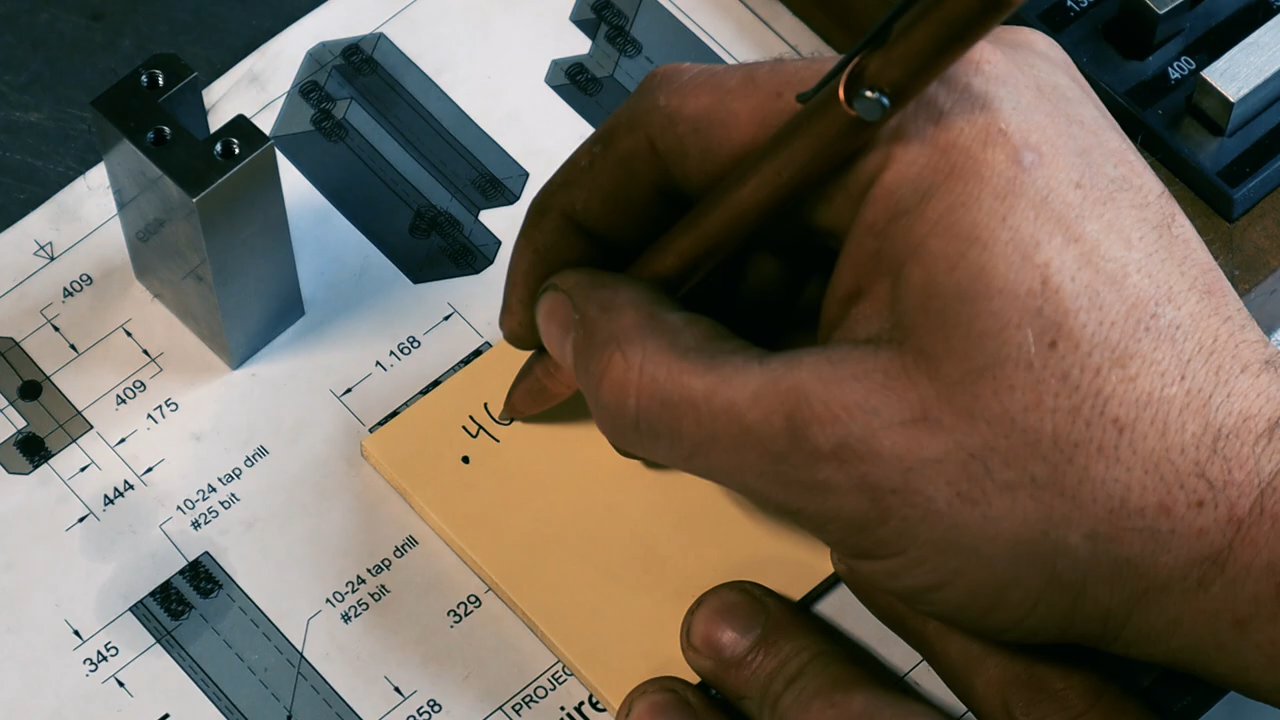 .400
.409
1.168
.409
.175
.444
10-24 tap drill
#25 bit
10-24 tap drill
#25 bit
.329
.345
.4